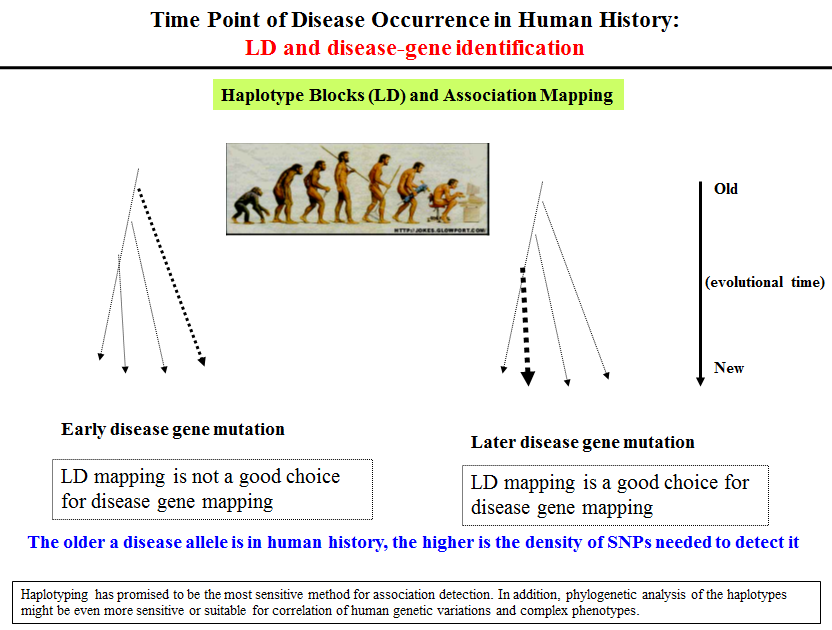 Time Point of Disease Occurrence in Human History:
LD and disease-gene identification
Haplotype Blocks (LD) and Association Mapping
HTTP://JOKES.GLOWPORT.COM/
Old
(evolutional time)
New
Early disease gene mutation
Later disease gene mutation
LD mapping is not a good choice
for disease gene mapping
LD mapping is a good choice for
disease gene mapping
The older a disease allele is in human history, the higher is the density of SNPs needed to detect it
Haplotyping has promised to be the most sensitive method for association detection. In addition, phylogenetic analysis of the haplotypes
might be even more sensitive or suitable for correlation of human genetic variations and complex phenotypes.